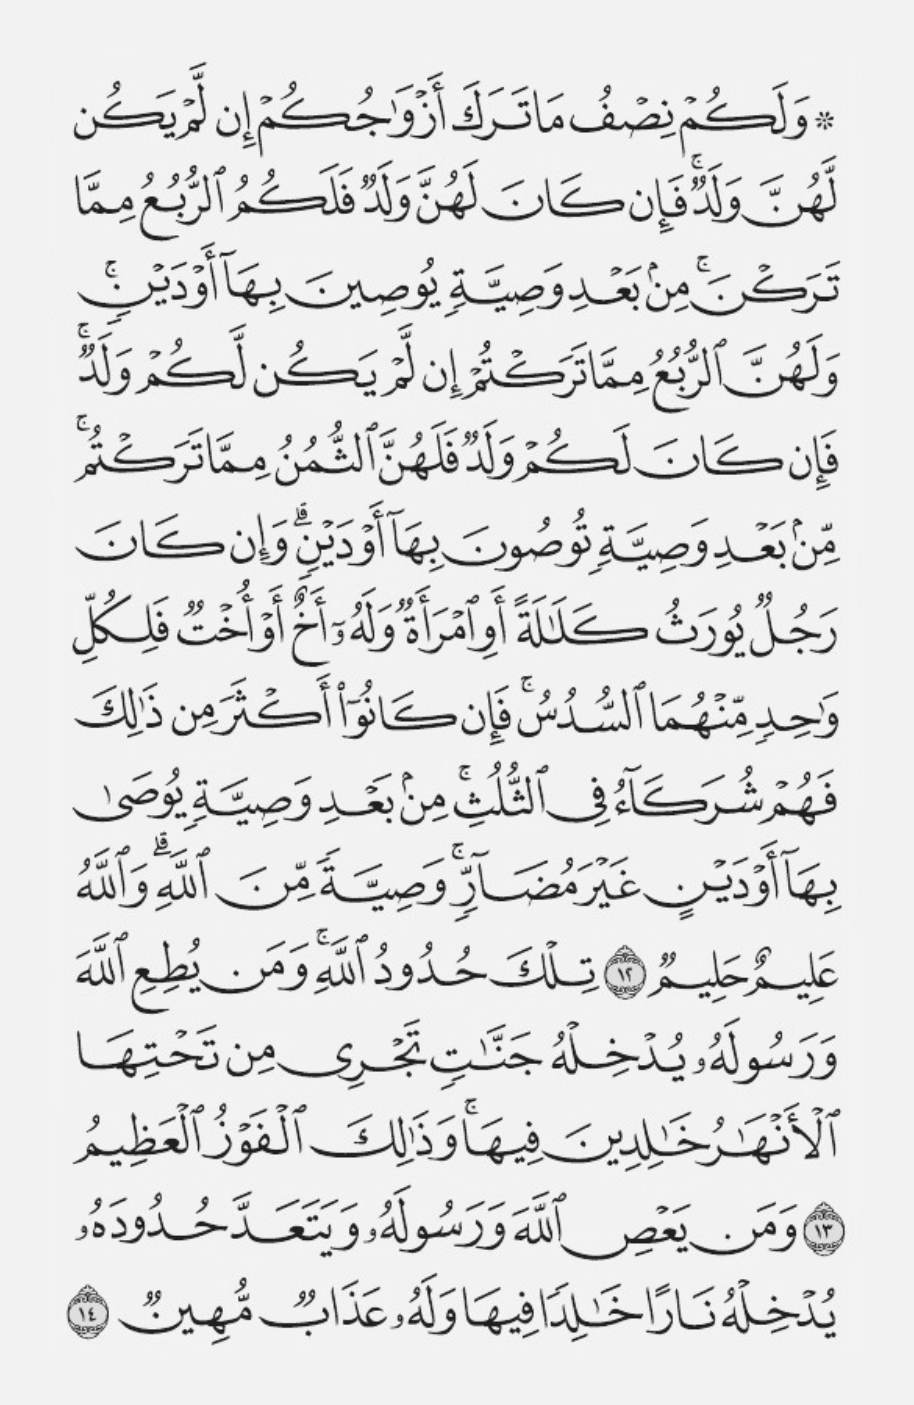 ۞ وَلَكُمْ نِصْفُ مَا تَرَكَ أَزْوَٰجُكُمْ إِن لَّمْ يَكُن
لَّهُنَّ وَلَدٌ ۚ فَإِن كَانَ لَهُنَّ وَلَدٌ فَلَكُمُ ٱلرُّبُعُ مِمَّا
تَرَكْنَ ۚ مِنۢ بَعْدِ وَصِيَّةٍ يُوصِينَ بِهَآ أَوْ دَيْنٍ ۚ
وَلَهُنَّ ٱلرُّبُعُ مِمَّا تَرَكْتُمْ إِن لَّمْ يَكُن لَّكُمْ وَلَدٌ ۚ
فَإِن كَانَ لَكُمْ وَلَدٌ فَلَهُنَّ ٱلثُّمُنُ مِمَّا تَرَكْتُم ۚ
مِّنۢ بَعْدِ وَصِيَّةٍ تُوصُونَ بِهَآ أَوْ دَيْنٍ ۗ وَإِن كَانَ
رَجُلٌ يُورَثُ كَلَٰلَةً أَوِ ٱمْرَأَةٌ وَلَهُۥٓ أَخٌ أَوْ أُخْتٌ فَلِكُلِّ
وَٰحِدٍ مِّنْهُمَا ٱلسُّدُسُ ۚ فَإِن كَانُوٓا۟ أَكْثَرَ مِن ذَٰلِكَ
فَهُمْ شُرَكَآءُ فِى ٱلثُّلُثِ ۚ مِنۢ بَعْدِ وَصِيَّةٍ يُوصَىٰ
بِهَآ أَوْ دَيْنٍ غَيْرَ مُضَآرٍّ ۚ وَصِيَّةً مِّنَ ٱللَّهِ ۗ وَٱللَّهُ
عَلِيمٌ حَلِيمٌ ١٢ تِلْكَ حُدُودُ ٱللَّهِ ۚ وَمَن يُطِعِ ٱللَّهَ
وَرَسُولَهُۥ يُدْخِلْهُ جَنَّٰتٍ تَجْرِى مِن تَحْتِهَا
ٱلْأَنْهَٰرُ خَٰلِدِينَ فِيهَا ۚ وَذَٰلِكَ ٱلْفَوْزُ ٱلْعَظِيمُ
١٣ وَمَن يَعْصِ ٱللَّهَ وَرَسُولَهُۥ وَيَتَعَدَّ حُدُودَهُۥ
يُدْخِلْهُ نَارًا خَٰلِدًا فِيهَا وَلَهُۥ عَذَابٌ مُّهِينٌ ١٤